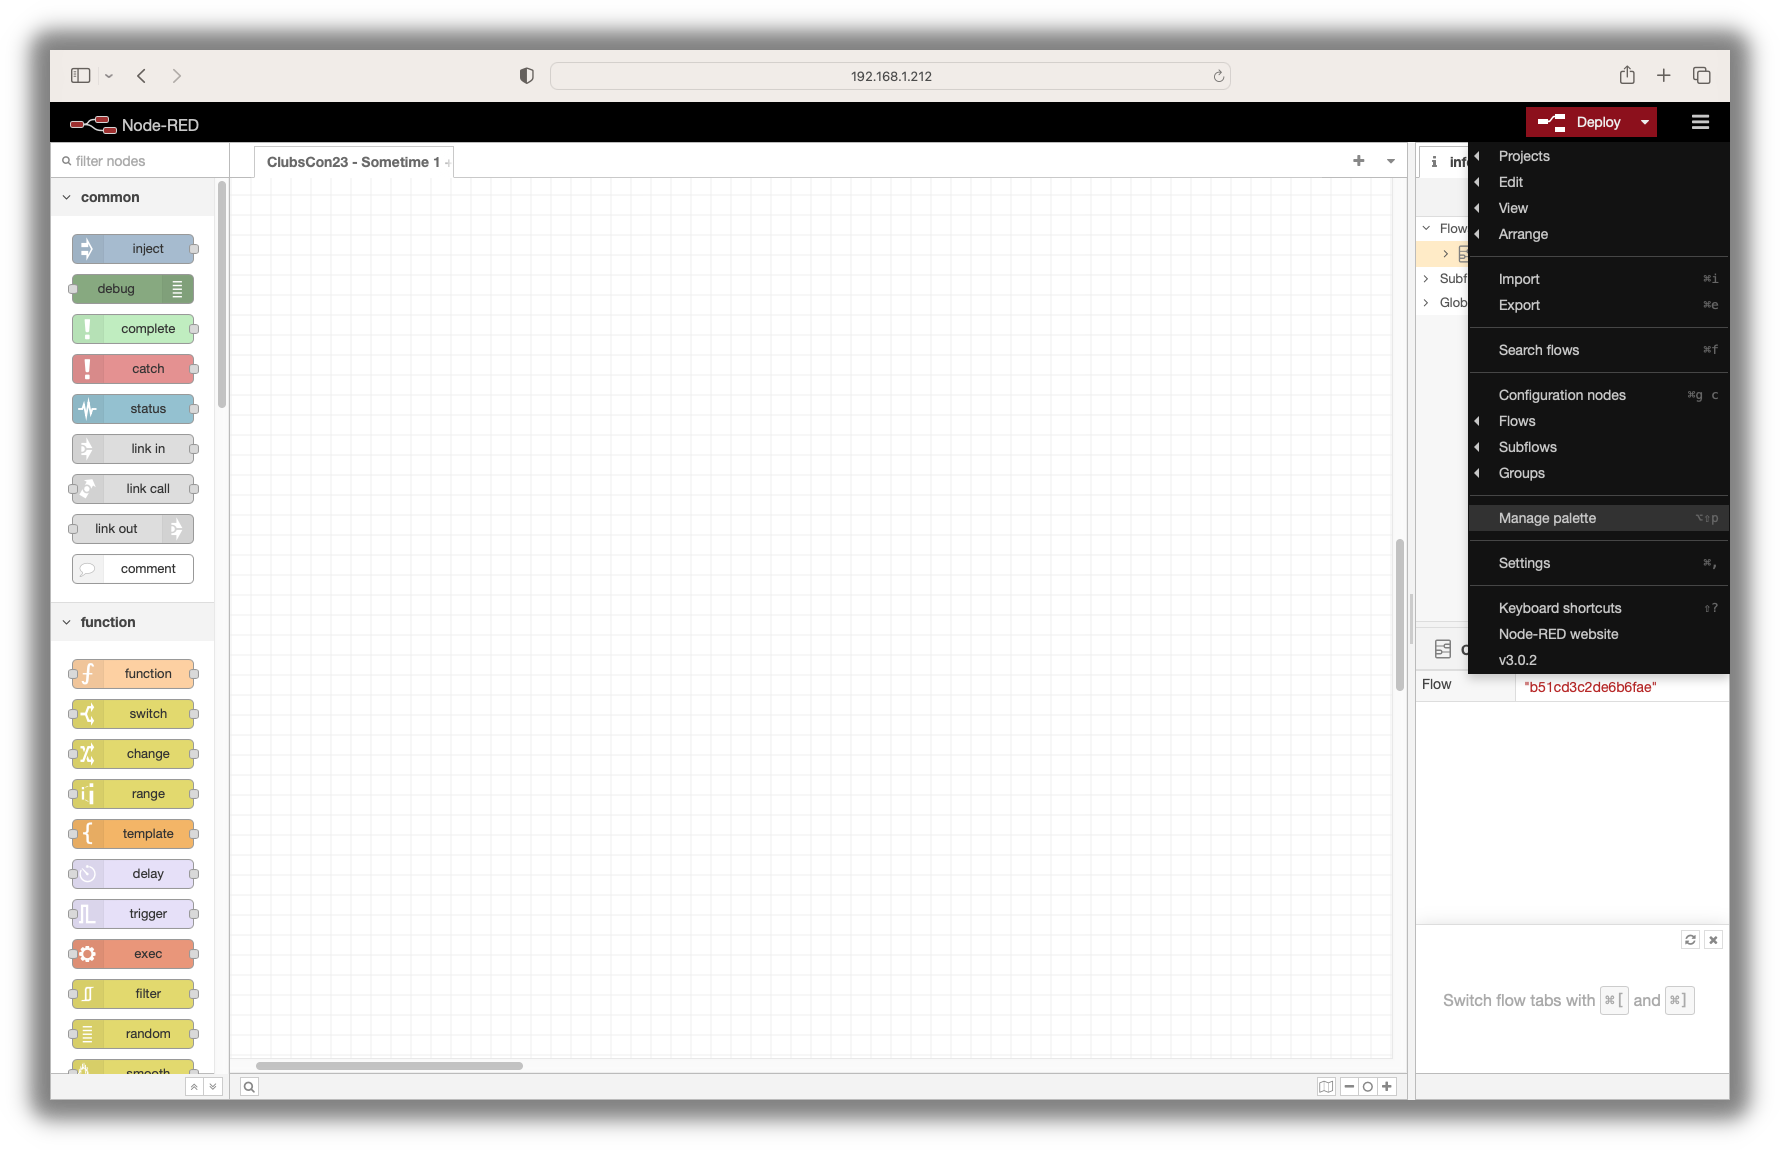 192.168.1.212
Node-RED
Deploy
filter nodes
ClubsCon23 - Sometime 1
common
inject
debug
complete
catch
status
link in
link call
link out
comment
function
function
switch
change
range
template
delay
trigger
exec
filter
random
smooth
i
Flow
Subf
Glob
Projects
Edit
View
Arrange
Import ⌘i
Export ⌘e
Search flows ⌘f
Configuration nodes ⌘g c
Flows
Subflows
Groups
Manage palette ⌥⇧p
Settings ⌘,
Keyboard shortcuts ⇧?
Node-RED website
v3.0.2
Flow "b51cd3c2de6b6fae"
Switch flow tabs with ⌘[ and ⌘]